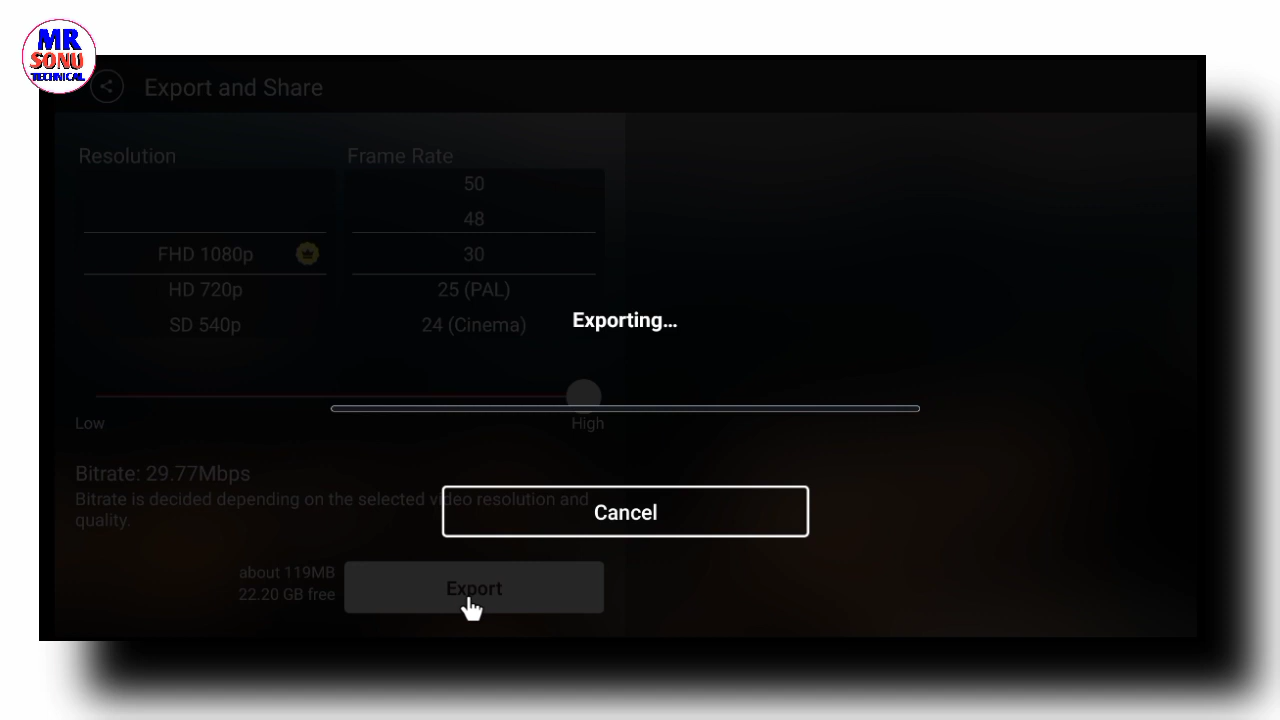 MR
SONU
TECHNICAL
Export and Share
Resolution
Frame Rate
50
48
FHD 1080p
30
HD 720p
25 (PAL)
SD 540p
24 (Cinema)
Exporting...
Low
High
Bitrate: 29.77Mbps
Bitrate is decided depending on the selected video resolution and
quality.
Cancel
about 119MB
22.20 GB free
Export